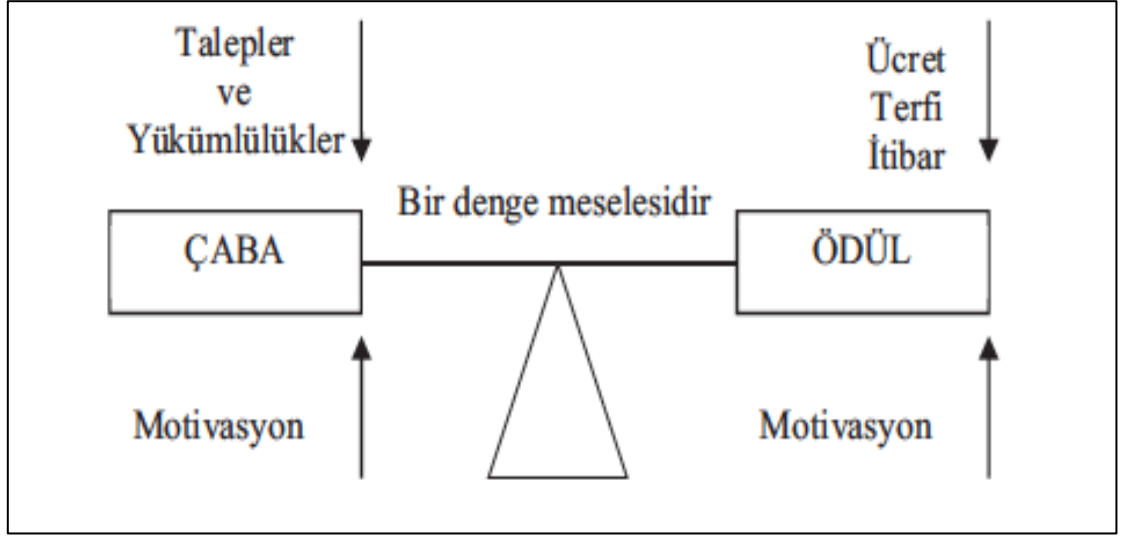 Talepler
ve
Yükümlülükler
Ücret
Terfi
İtibar
Bir denge meselesidir
ÇABA
ÖDÜL
Motivasyon
Motivasyon